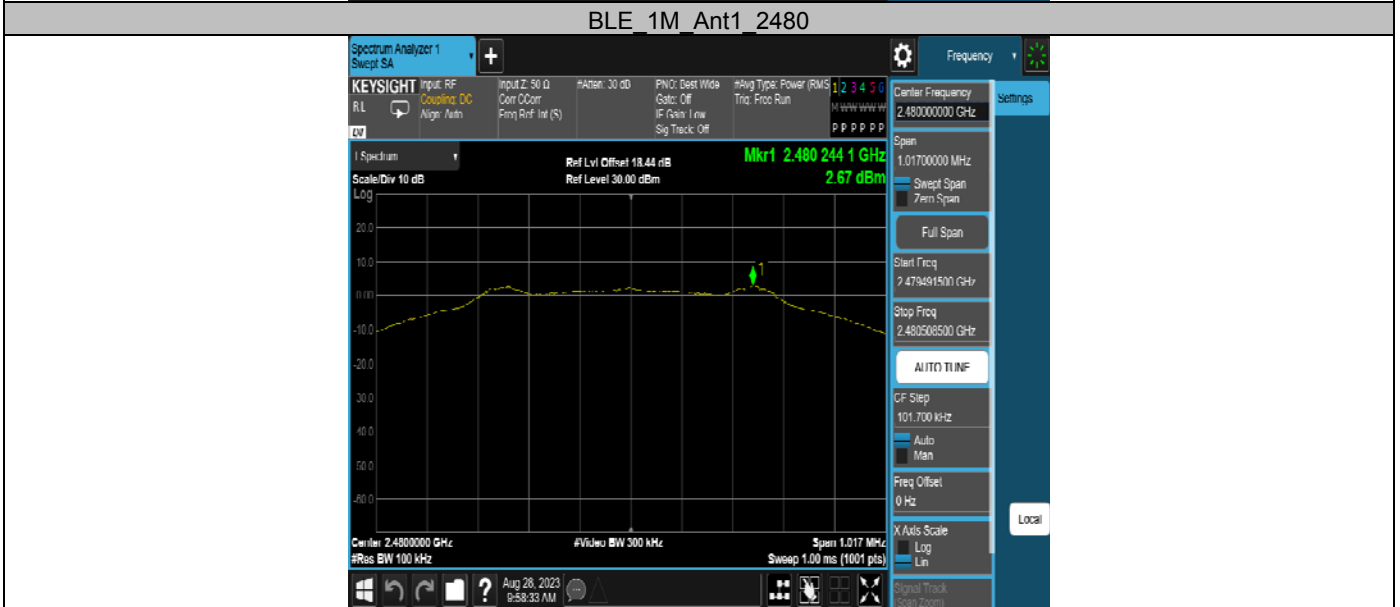 BLE_1M_Ant1_2480
Spectrum Analyzer 1
Swept SA
Frequency
KEYSIGHT
Input: RF
Coupling: DC
Align: Auto
Input Z: 50 Ω
Corr CCorr
Freq Ref: Int (S)
#Atten: 30 dB
PNO: Best Wide
Gate: Off
IF Gain: Low
Sig Track: Off
#Avg Type: Power (RMS
Trig: Free Run
1 2 3 4 5 6
M W W W W W
P P P P P P
RL
Center Frequency
2.480000000 GHz
Settings
1 Spectrum
Scale/Div 10 dB
Log
Ref Lvl Offset 18.44 dB
Ref Level 30.00 dBm
Mkr1 2.480 244 1 GHz
2.67 dBm
Span
1.01700000 MHz
Swept Span
Zero Span
Full Span
Start Freq
2.479491500 GHz
Stop Freq
2.480508500 GHz
AUTO TUNE
CF Step
101.700 kHz
Auto
Man
Freq Offset
0 Hz
X Axis Scale
Log
Lin
Local
Signal Track
(Span Zoom)
20.0
10.0
1
0.00
-10.0
-20.0
30.0
40.0
50.0
-60.0
Center 2.4800000 GHz
#Res BW 100 kHz
#Video BW 300 kHz
Span 1.017 MHz
Sweep 1.00 ms (1001 pts)
?
Aug 28, 2023
9:58:33 AM